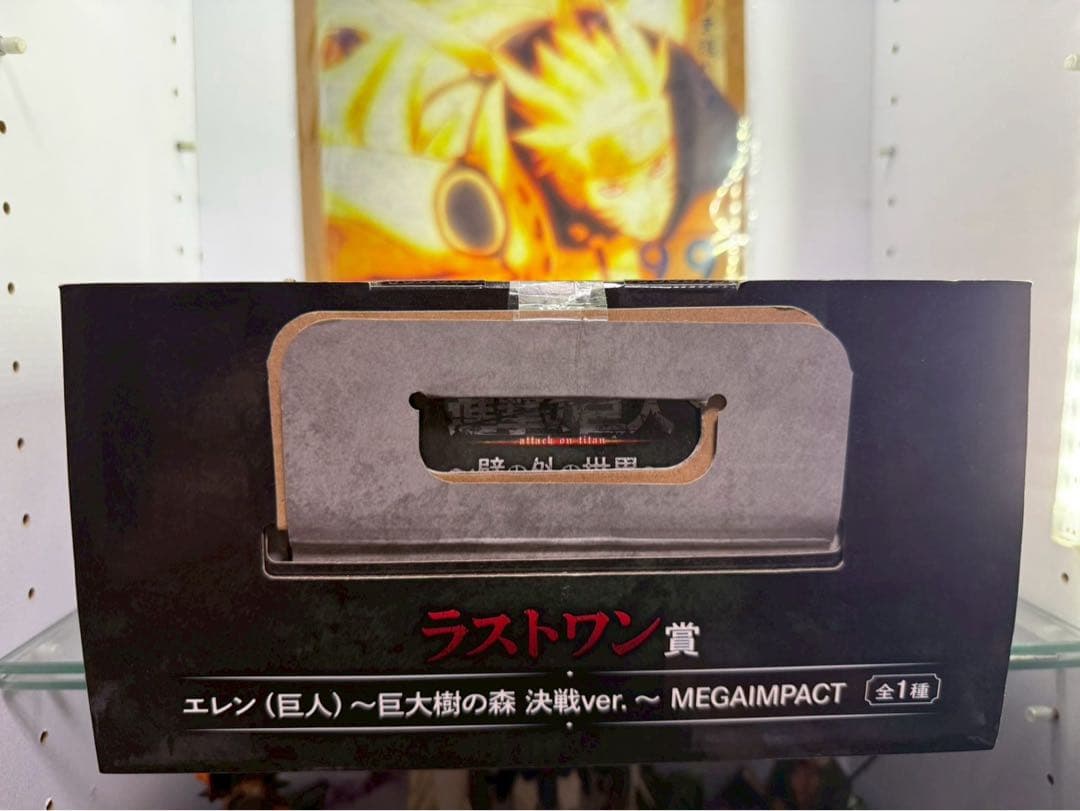 進撃の巨人
attack on titan
〜壁の外の世界
ラストワン賞
エレン（巨人）〜巨大樹の森 決戦ver.〜 MEGAIMPACT 全1種